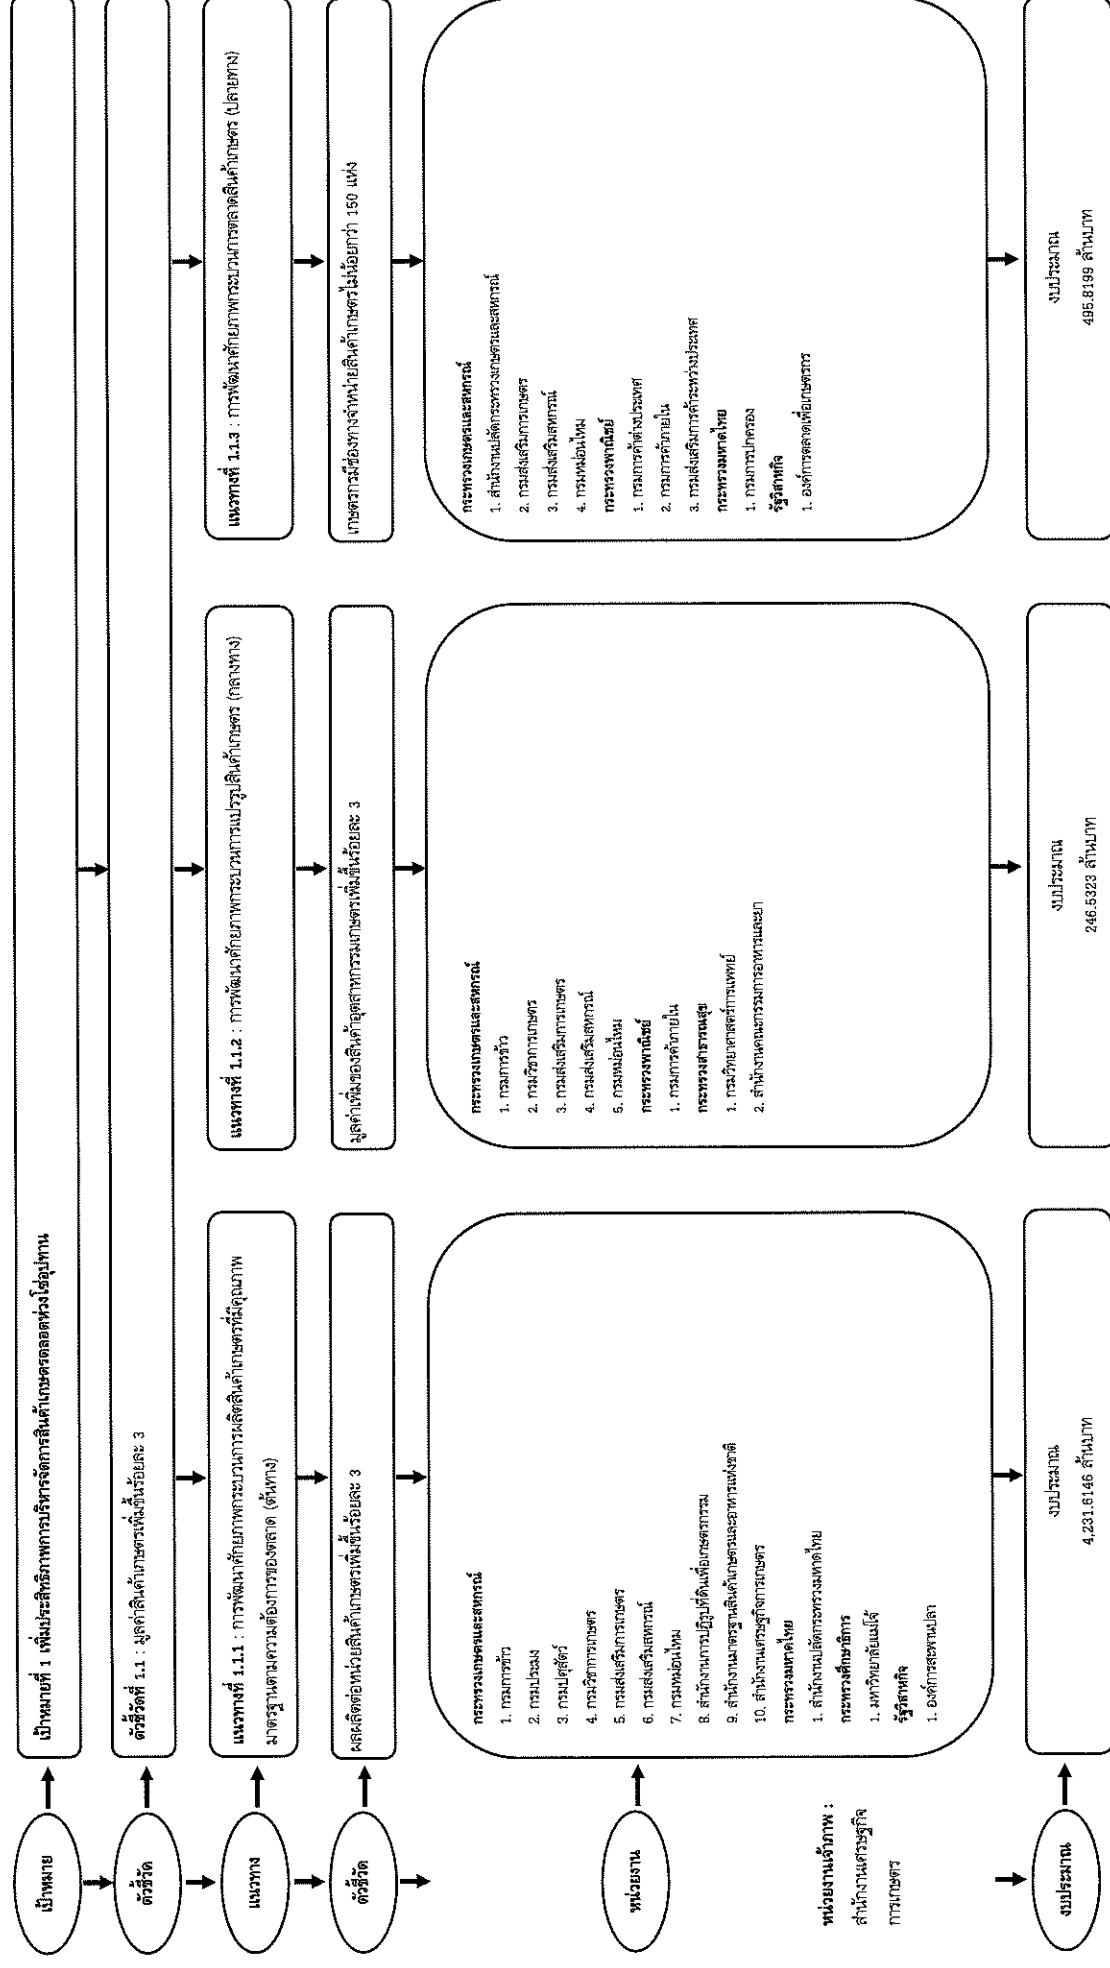 เป้าหมาย
เป้าหมายที่ 1 เพิ่มประสิทธิภาพการบริหารจัดการสินค้าเกษตรตลอดห่วงโซ่อุปทาน
ตัวชี้วัด
ตัวชี้วัดที่ 1.1 : มูลค่าสินค้าเกษตรเพิ่มขึ้นร้อยละ 3
แนวทาง
แนวทางที่ 1.1.1 : การพัฒนาศักยภาพกระบวนการผลิตสินค้าเกษตรที่มีคุณภาพ
มาตรฐานตามความต้องการของตลาด (ต้นทาง)
แนวทางที่ 1.1.2 : การพัฒนาศักยภาพกระบวนการแปรรูปสินค้าเกษตร (กลางทาง)
แนวทางที่ 1.1.3 : การพัฒนาศักยภาพกระบวนการตลาดสินค้าเกษตร (ปลายทาง)
ตัวชี้วัด
ผลผลิตต่อหน่วยสินค้าเกษตรเพิ่มขึ้นร้อยละ 3
มูลค่าเพิ่มของสินค้าอุตสาหกรรมเกษตรเพิ่มขึ้นร้อยละ 3
เกษตรกรมีช่องทางจำหน่ายสินค้าเกษตรไม่น้อยกว่า 150 แห่ง
หน่วยงาน
หน่วยงานเจ้าภาพ :
สำนักงานเศรษฐกิจ
การเกษตร
กระทรวงเกษตรและสหกรณ์
1. กรมการข้าว
2. กรมประมง
3. กรมปศุสัตว์
4. กรมวิชาการเกษตร
5. กรมส่งเสริมการเกษตร
6. กรมส่งเสริมสหกรณ์
7. กรมหม่อนไหม
8. สำนักงานการปฏิรูปที่ดินเพื่อเกษตรกรรม
9. สำนักงานมาตรฐานสินค้าเกษตรและอาหารแห่งชาติ
10. สำนักงานเศรษฐกิจการเกษตร
กระทรวงมหาดไทย
1. สำนักงานปลัดกระทรวงมหาดไทย
กระทรวงศึกษาธิการ
1. มหาวิทยาลัยแม่โจ้
รัฐวิสาหกิจ
1. องค์การสะพานปลา
กระทรวงเกษตรและสหกรณ์
1. กรมการข้าว
2. กรมวิชาการเกษตร
3. กรมส่งเสริมการเกษตร
4. กรมส่งเสริมสหกรณ์
5. กรมหม่อนไหม
กระทรวงพาณิชย์
1. กรมการค้าภายใน
กระทรวงสาธารณสุข
1. กรมวิทยาศาสตร์การแพทย์
2. สำนักงานคณะกรรมการอาหารและยา
กระทรวงเกษตรและสหกรณ์
1. สำนักงานปลัดกระทรวงเกษตรและสหกรณ์
2. กรมส่งเสริมการเกษตร
3. กรมส่งเสริมสหกรณ์
4. กรมหม่อนไหม
กระทรวงพาณิชย์
1. กรมการค้าต่างประเทศ
2. กรมการค้าภายใน
3. กรมส่งเสริมการค้าระหว่างประเทศ
กระทรวงมหาดไทย
1. กรมการปกครอง
รัฐวิสาหกิจ
1. องค์การตลาดเพื่อเกษตรกร
งบประมาณ
งบประมาณ
4,231.6146 ล้านบาท
งบประมาณ
246.5323 ล้านบาท
งบประมาณ
495.8199 ล้านบาท